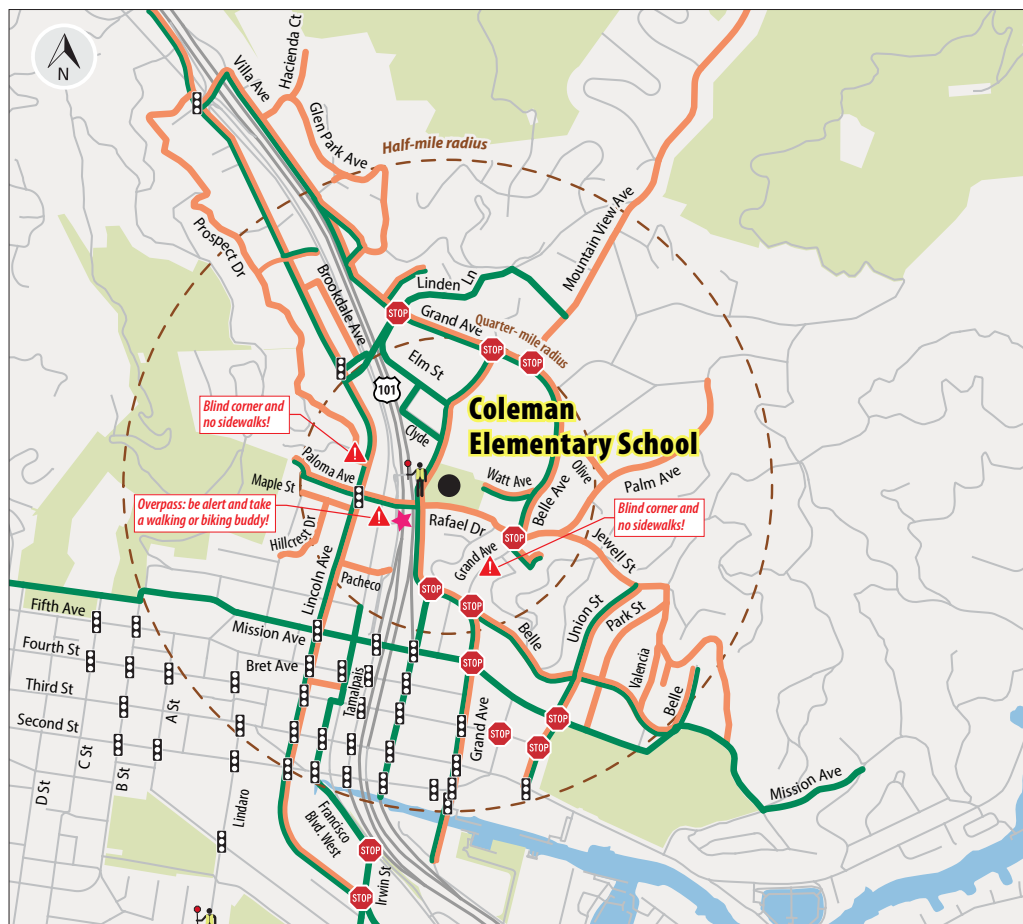 N
Villa Ave
Hacienda Ct
Glen Park Ave
Half-mile radius
Mountain View Ave
Prospect Dr
Brookdale Ave
Linden Ln
Grand Ave
Quarter- mile radius
STOP
STOP
STOP
Elm St
101
Blind corner and
no sidewalks!
Clyde
Coleman
Elementary School
Paloma Ave
Maple St
Watt Ave
Olive
Palm Ave
Belle Ave
Overpass: be alert and take
a walking or biking buddy!
Blind corner and
no sidewalks!
Rafael Dr
STOP
Hillcrest Dr
Grand Ave
Jewell St
Lincoln Ave
Pacheco
STOP
STOP
Fifth Ave
Mission Ave
Belle
Union St
Park St
Fourth St
Bret Ave
STOP
Valencia
Third St
Tamalpais
Belle
A St
Second St
Grand Ave
STOP
STOP
STOP
C St
B St
D St
Lindaro
Mission Ave
Francisco
Blvd. West
STOP
Irwin St
STOP